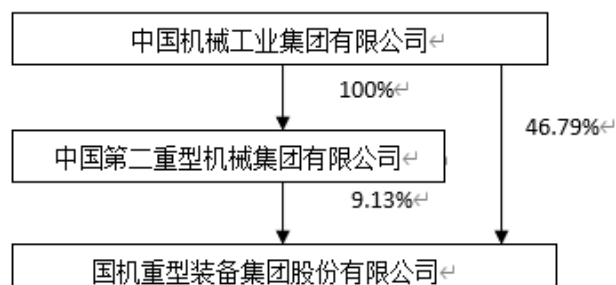 中国机械工业集团有限公司
100%
46.79%
中国第二重型机械集团有限公司
9.13%
国机重型装备集团股份有限公司